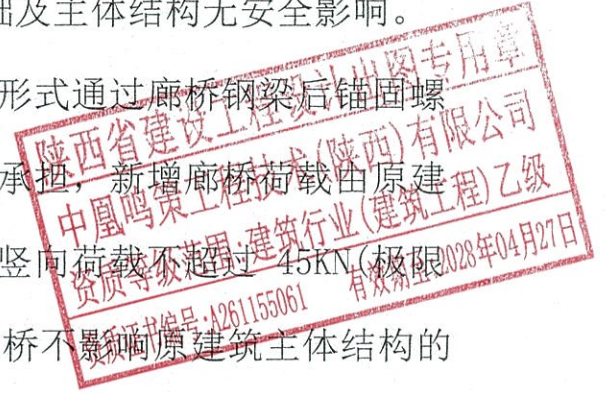 础及主体结构无安全影响。
形式通过廊桥钢梁后锚固螺
承担，新增廊桥荷载由原建
竖向荷载不超过 45KN(极限
桥不影响原建筑主体结构的
陕西省建设工程设计出图专用章
中凰鸣策工程技术(陕西)有限公司
资质等级范围:建筑行业(建筑工程)乙级
资质证书编号:A261155061 有效期至2028年04月27日